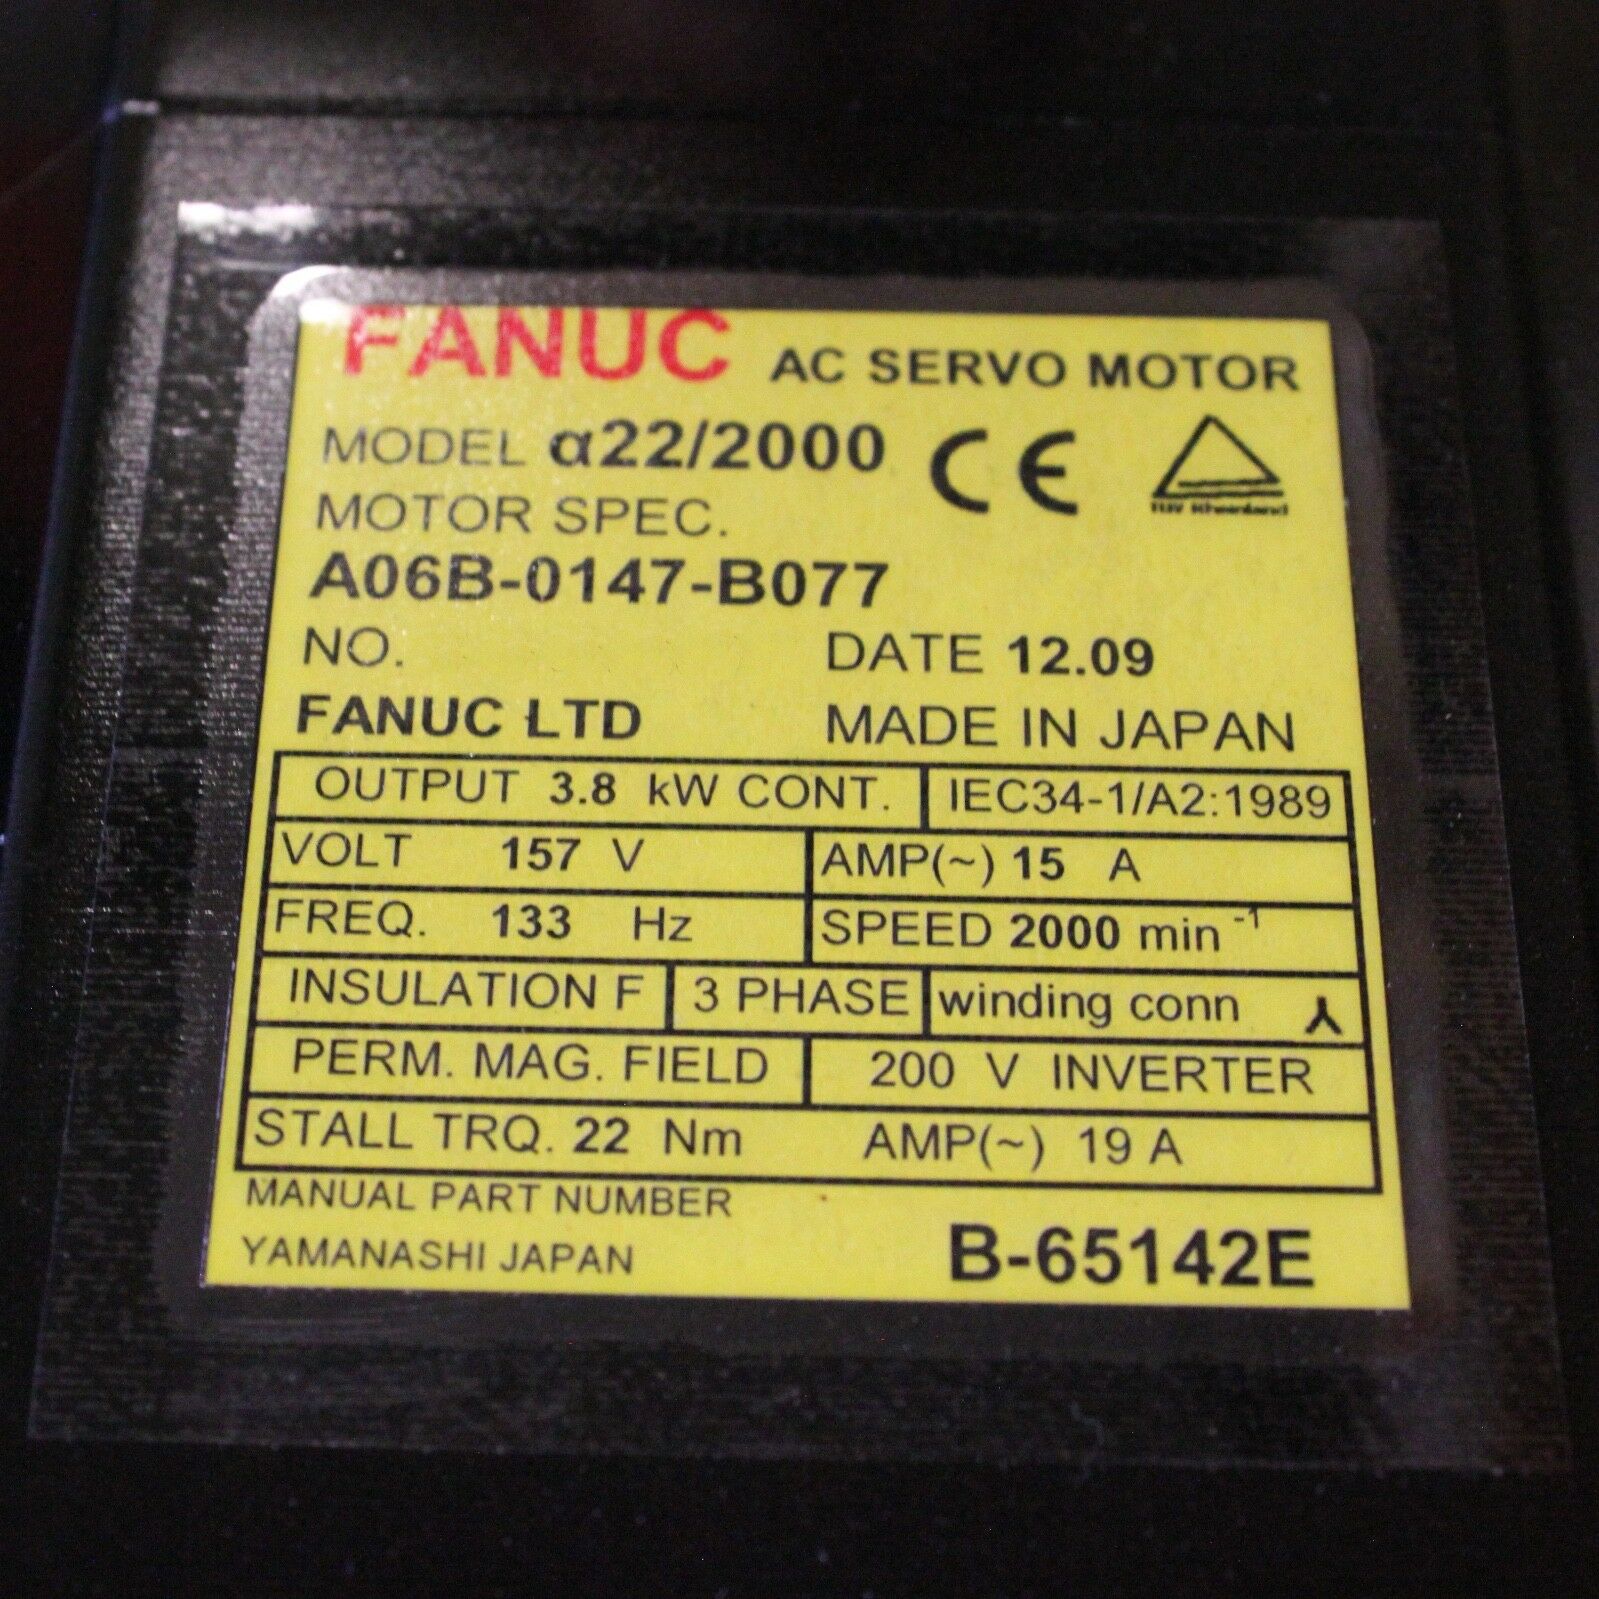 FANUC AC SERVO MOTOR
MODEL α22/2000 CE
TUV Rheinland
MOTOR SPEC.
A06B-0147-B077
NO. DATE 12.09
FANUC LTD MADE IN JAPAN
OUTPUT 3.8 kW CONT. IEC34-1/A2:1989
VOLT 157 V AMP(~) 15 A
FREQ. 133 Hz SPEED 2000 min⁻¹
INSULATION F 3 PHASE winding conn
PERM. MAG. FIELD 200 V INVERTER
STALL TRQ. 22 Nm AMP(~) 19 A
MANUAL PART NUMBER
YAMANASHI JAPAN B-65142E